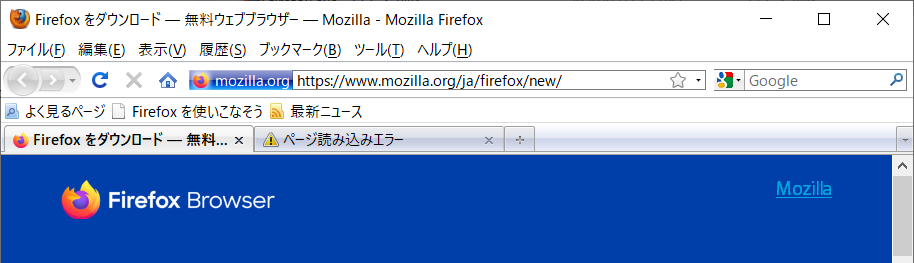 Firefox をダウンロード — 無料ウェブブラウザー — Mozilla - Mozilla Firefox
ファイル(F) 編集(E) 表示(V) 履歴(S) ブックマーク(B) ツール(T) ヘルプ(H)
mozilla.org https://www.mozilla.org/ja/firefox/new/ Google
よく見るページ Firefox を使いこなそう 最新ニュース
Firefox をダウンロード — 無料... ページ読み込みエラー
Firefox Browser Mozilla